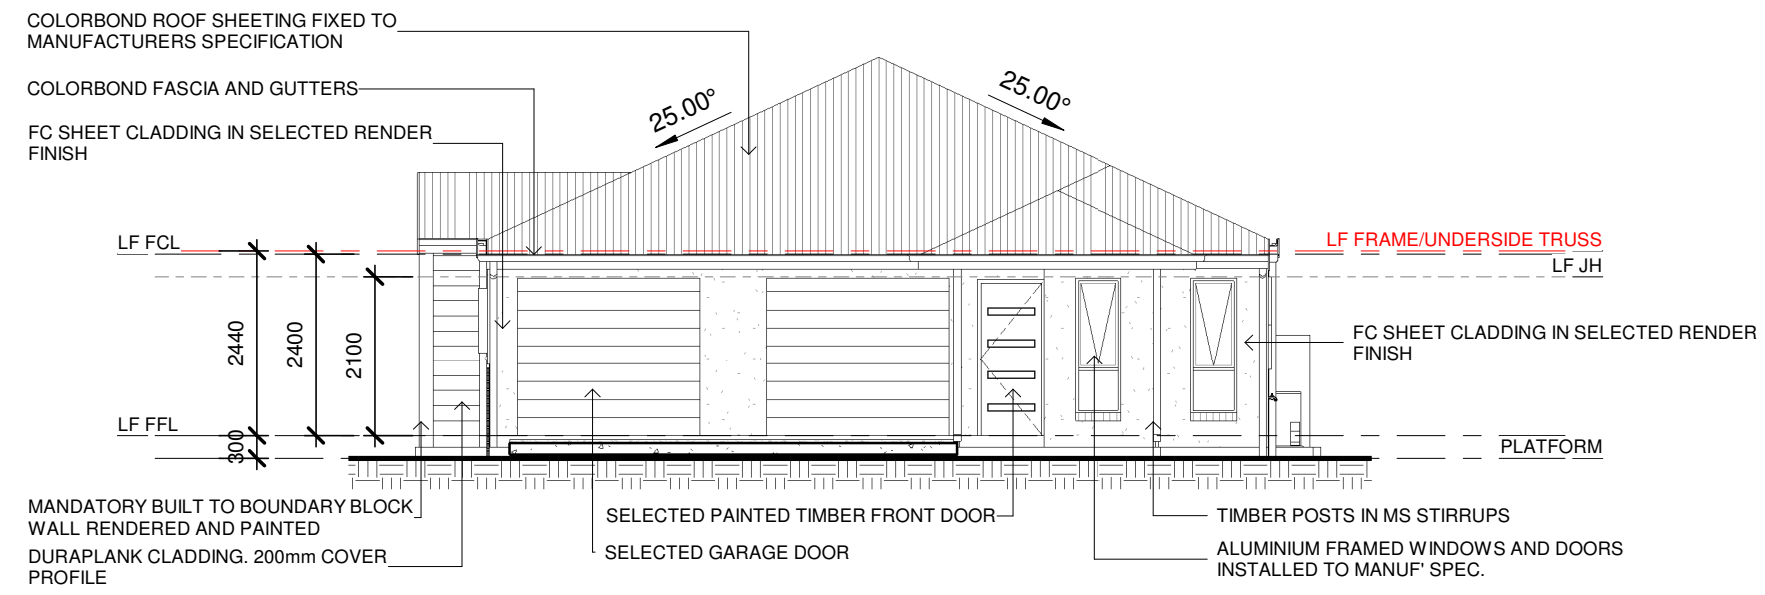 COLORBOND ROOF SHEETING FIXED TO
MANUFACTURERS SPECIFICATION
COLORBOND FASCIA AND GUTTERS
FC SHEET CLADDING IN SELECTED RENDER
FINISH
25.00°
25.00°
LF FCL
LF FRAME/UNDERSIDE TRUSS
LF JH
2440
2400
2100
FC SHEET CLADDING IN SELECTED RENDER
FINISH
LF FFL
300
PLATFORM
MANDATORY BUILT TO BOUNDARY BLOCK
WALL RENDERED AND PAINTED
DURAPLANK CLADDING. 200mm COVER
PROFILE
SELECTED PAINTED TIMBER FRONT DOOR
SELECTED GARAGE DOOR
TIMBER POSTS IN MS STIRRUPS
ALUMINIUM FRAMED WINDOWS AND DOORS
INSTALLED TO MANUF' SPEC.